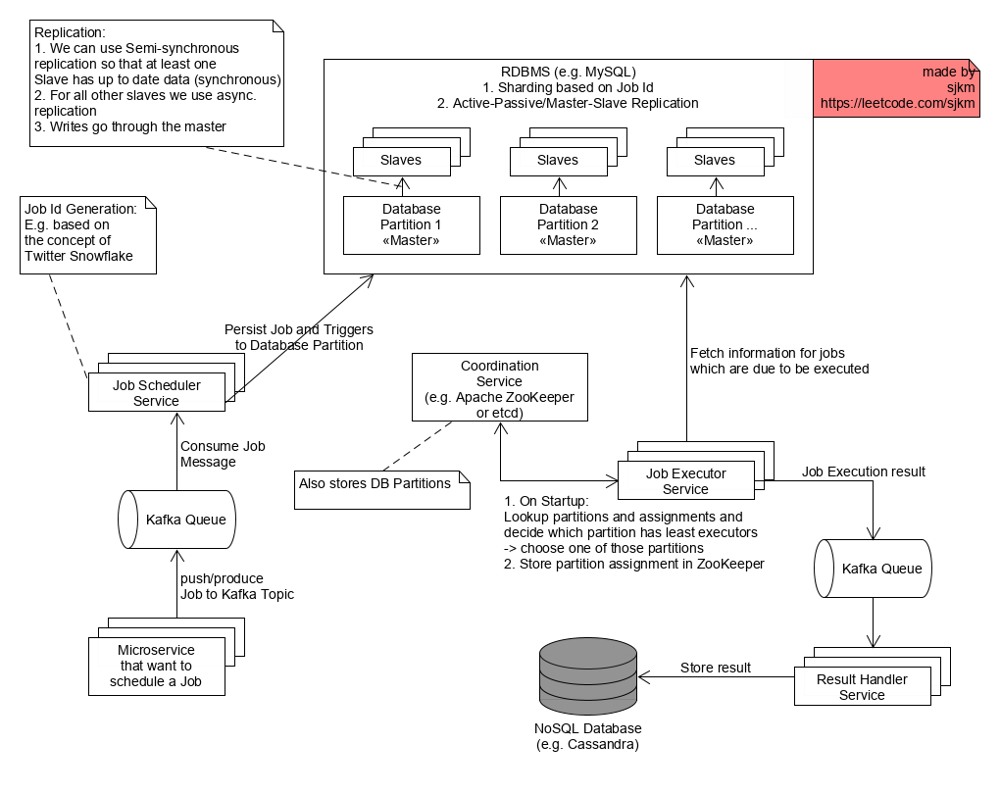 Replication:
1. We can use Semi-synchronous
replication so that at least one
Slave has up to date data (synchronous)
2. For all other slaves we use async.
replication
3. Writes go through the master
RDBMS (e.g. MySQL)
1. Sharding based on Job Id
2. Active-Passive/Master-Slave Replication
made by
sjkm
https://leetcode.com/sjkm
Slaves
Slaves
Slaves
Database
Partition 1
«Master»
Database
Partition 2
«Master»
Database
Partition ...
«Master»
Job Id Generation:
E.g. based on
the concept of
Twitter Snowflake
Persist Job and Triggers
to Database Partition
Job Scheduler
Service
Coordination
Service
(e.g. Apache ZooKeeper
or etcd)
Fetch information for jobs
which are due to be executed
Consume Job
Message
Also stores DB Partitions
Job Executor
Service
Job Execution result
Kafka Queue
1. On Startup:
Lookup partitions and assignments and
decide which partition has least executors
-> choose one of those partitions
2. Store partition assignment in ZooKeeper
Kafka Queue
push/produce
Job to Kafka Topic
Microservice
that want to
schedule a Job
Store result
Result Handler
Service
NoSQL Database
(e.g. Cassandra)